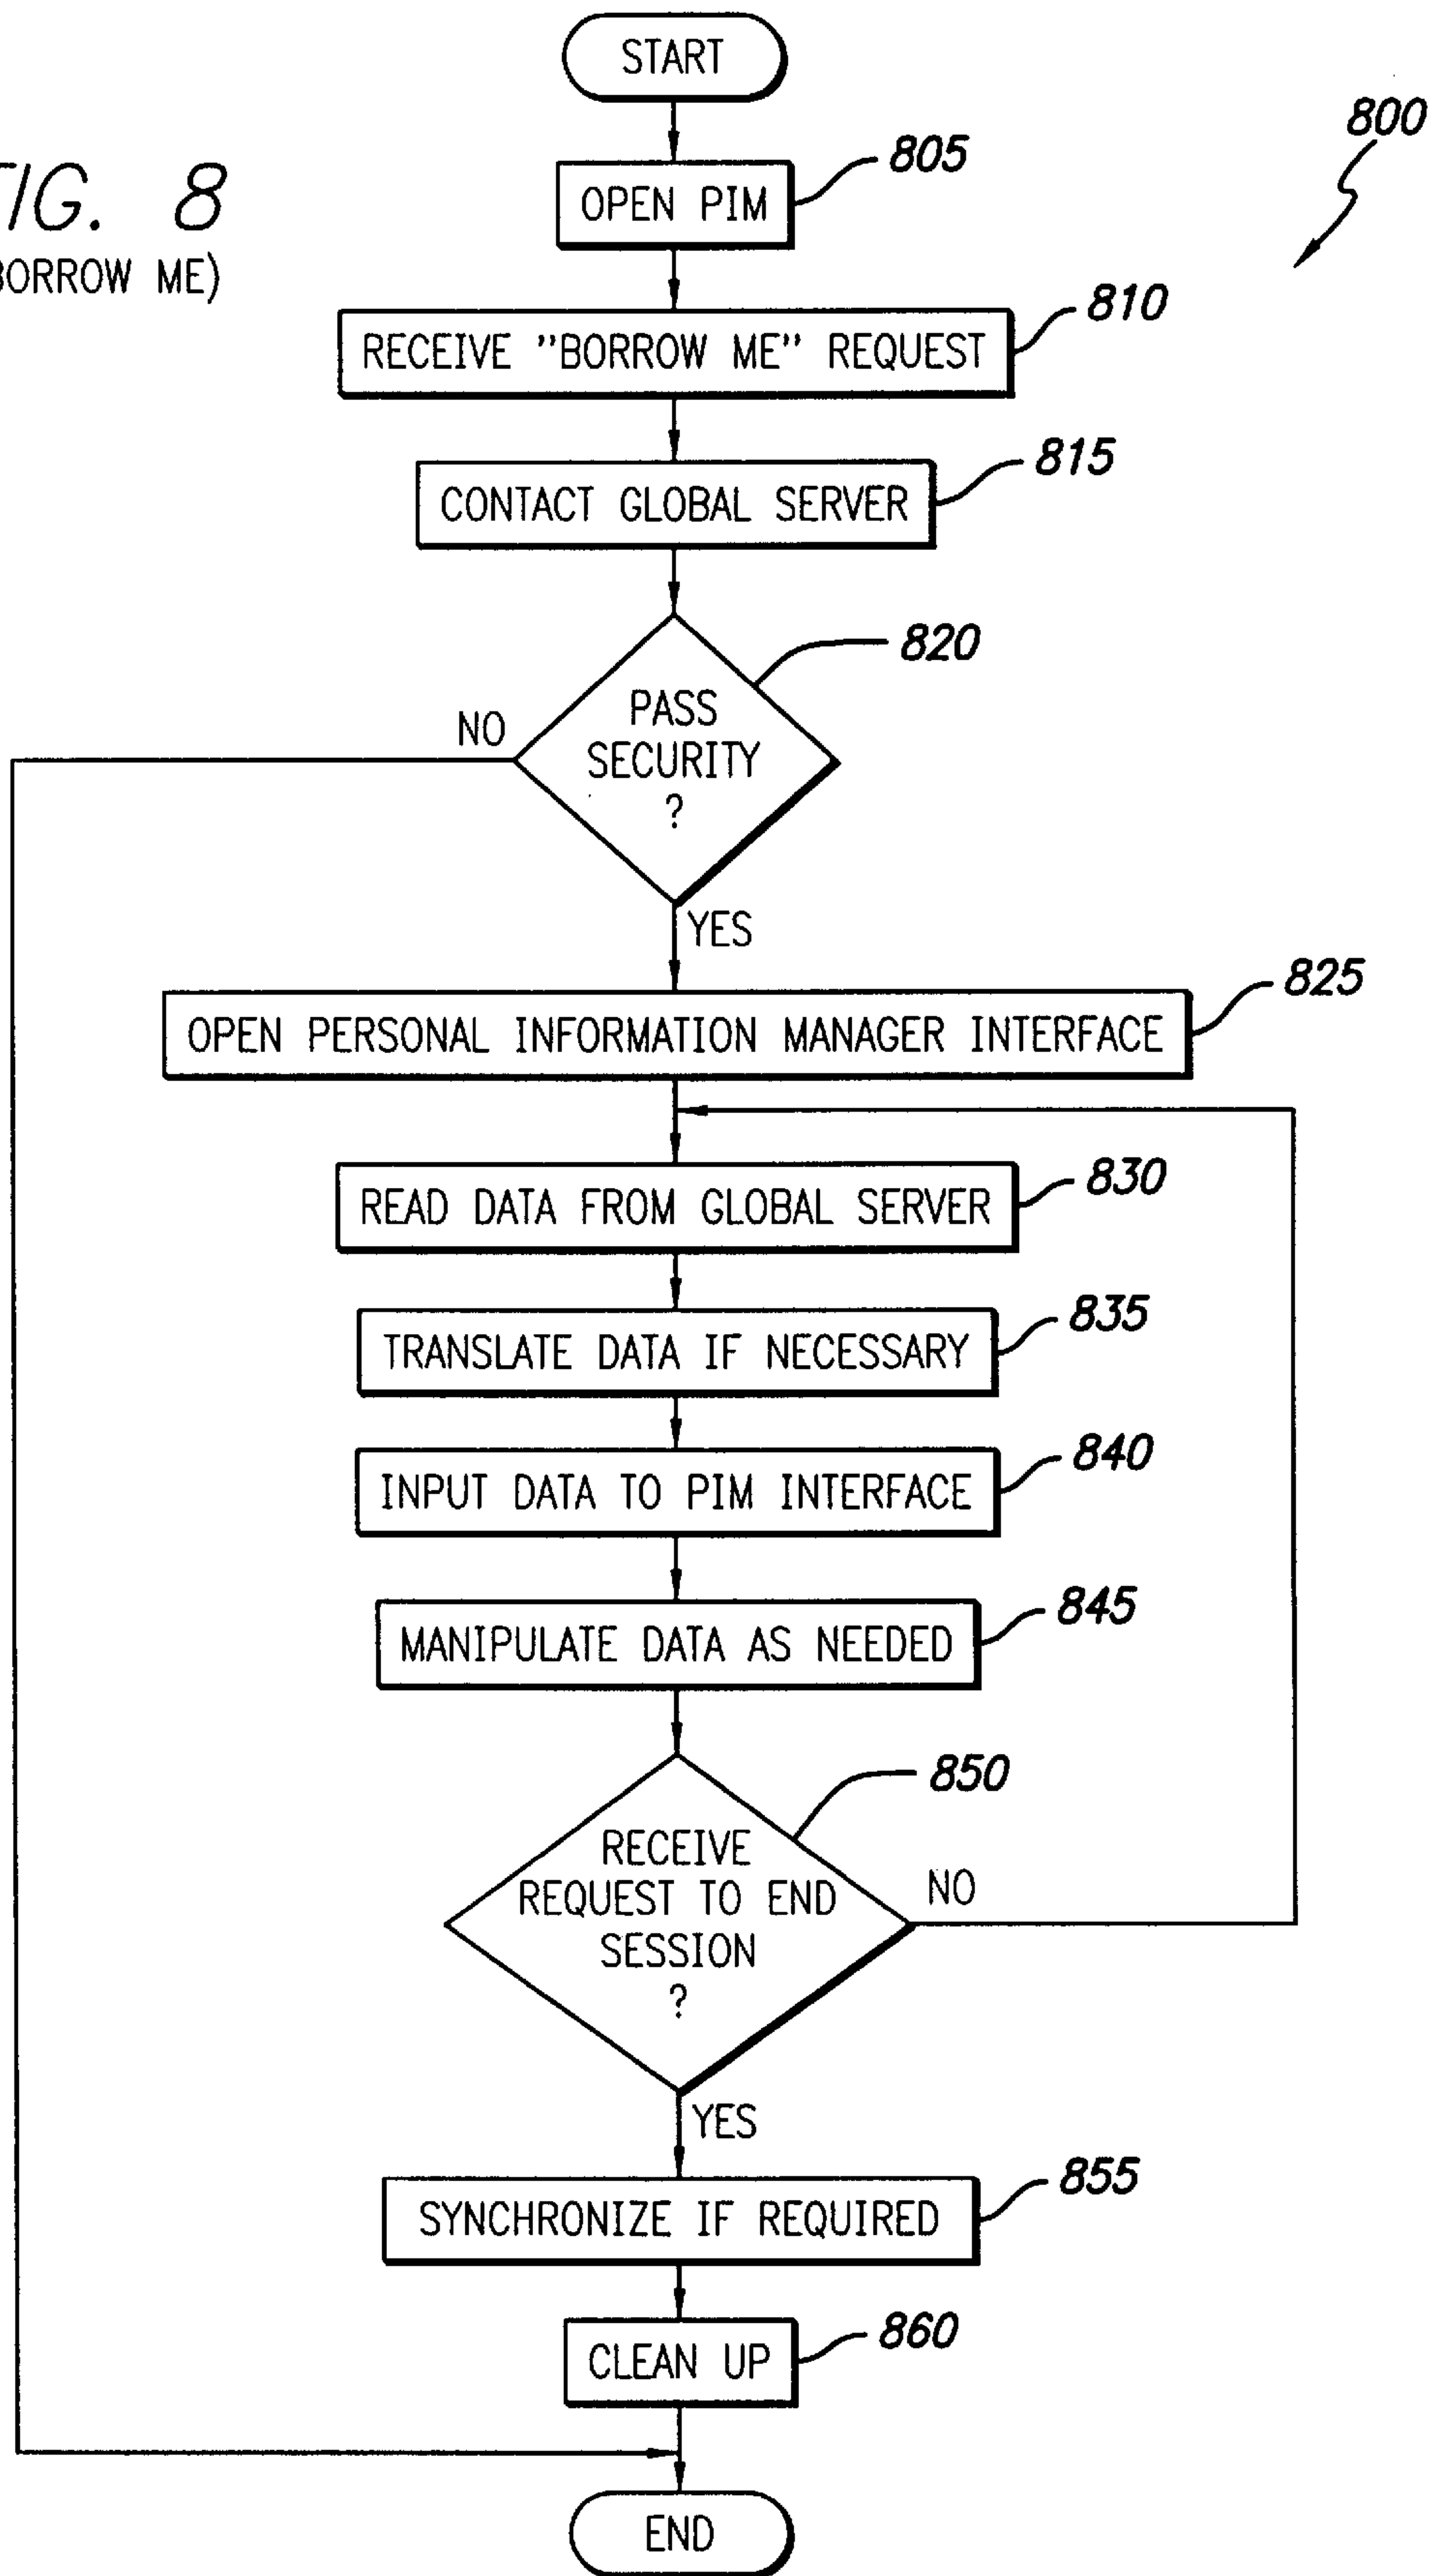 START
800
805
FIG. 8
OPEN PIM
BORROW ME)
810
RECEIVE "BORROW ME" REQUEST
815
CONTACT GLOBAL SERVER
820
PASS
NO
SECURITY
?
YES
825
OPEN PERSONAL INFORMATION MANAGER INTERFACE
830
READ DATA FROM GLOBAL SERVER
835
TRANSLATE DATA IF NECESSARY
840
INPUT DATA TO PIM INTERFACE
845
MANIPULATE DATA AS NEEDED
850
RECEIVE
REQUEST TO END
NO
SESSION
?
YES
855
SYNCHRONIZE IF REQUIRED
860
CLEAN UP
END